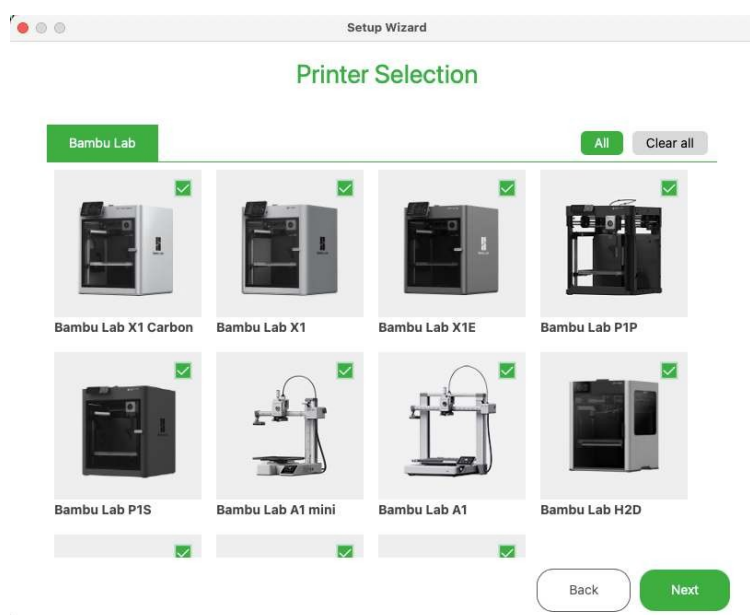 Setup Wizard
Printer Selection
Bambu Lab
All
Clear all
Bambu Lab X1 Carbon
Bambu Lab X1
Bambu Lab X1E
Bambu Lab P1P
Bambu Lab P1S
Bambu Lab A1 mini
Bambu Lab A1
Bambu Lab H2D
Back
Next